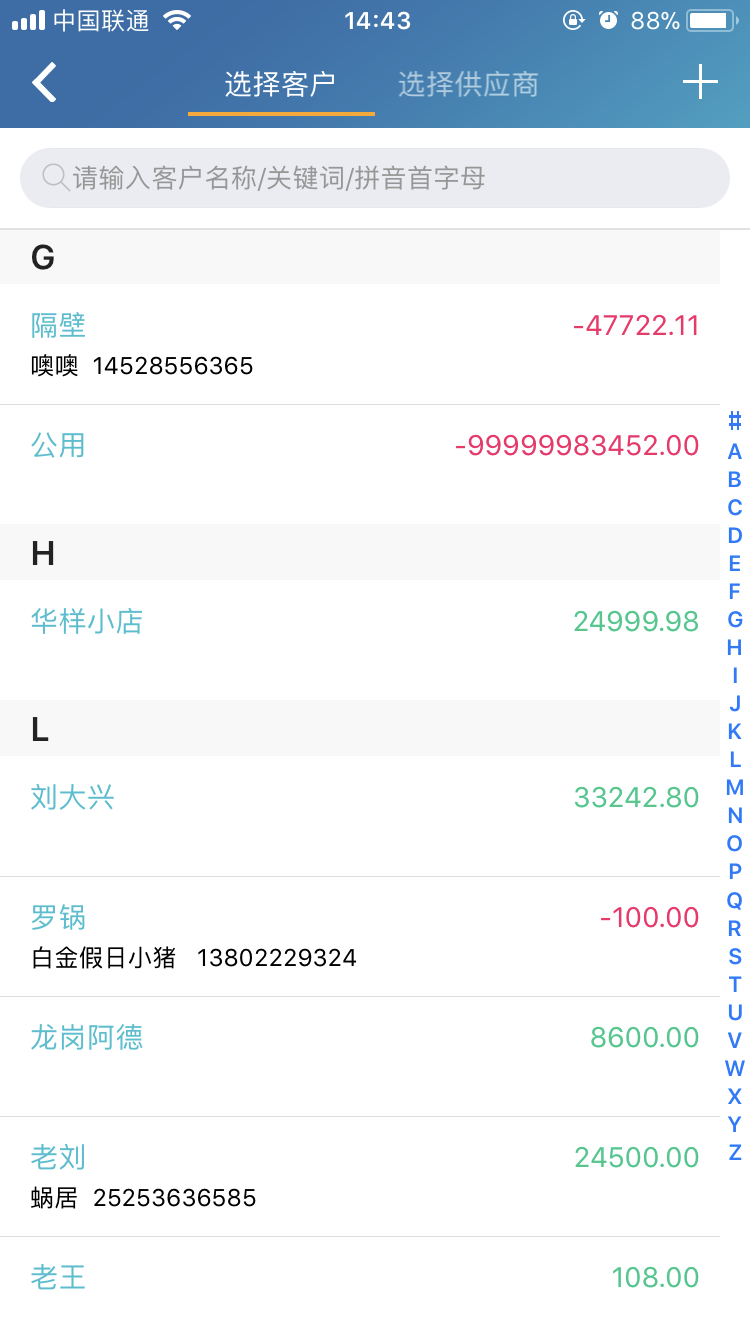 中国联通 14:43 88%
选择客户 选择供应商
请输入客户名称/关键词/拼音首字母
G
隔壁 -47722.11
噢噢 14528556365
公用 -99999983452.00
H
华样小店 24999.98
L
刘大兴 33242.80
罗锅 -100.00
白金假日小猪 13802229324
龙岗阿德 8600.00
老刘 24500.00
蜗居 25253636585
老王 108.00
#
A
B
C
D
E
F
G
H
I
J
K
L
M
N
O
P
Q
R
S
T
U
V
W
X
Y
Z